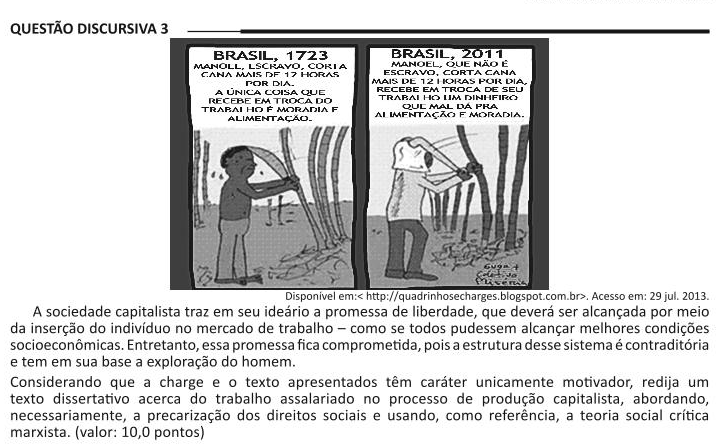 QUESTÃO DISCURSIVA 3
BRASIL, 1723
MANOEL, ESCRAVO, CORTA
CANA MAIS DE 12 HORAS
POR DIA.
A ÚNICA COISA QUE
RECEBE EM TROCA DO
TRABALHO É MORADIA E
ALIMENTAÇÃO.
BRASIL, 2011
MANOEL, QUE NÃO É
ESCRAVO, CORTA CANA
MAIS DE 12 HORAS POR DIA,
RECEBE EM TROCA DE SEU
TRABALHO UM DINHEIRO
QUE MAL DÁ PRA
ALIMENTAÇÃO E MORADIA.
Miséria
Disponível em:< http://quadrinhosecharges.blogspot.com.br>. Acesso em: 29 jul. 2013.
A sociedade capitalista traz em seu ideário a promessa de liberdade, que deverá ser alcançada por meio
da inserção do indivíduo no mercado de trabalho – como se todos pudessem alcançar melhores condições
socioeconômicas. Entretanto, essa promessa fica comprometida, pois a estrutura desse sistema é contraditória
e tem em sua base a exploração do homem.
Considerando que a charge e o texto apresentados têm caráter unicamente motivador, redija um
texto dissertativo acerca do trabalho assalariado no processo de produção capitalista, abordando,
necessariamente, a precarização dos direitos sociais e usando, como referência, a teoria social crítica
marxista. (valor: 10,0 pontos)